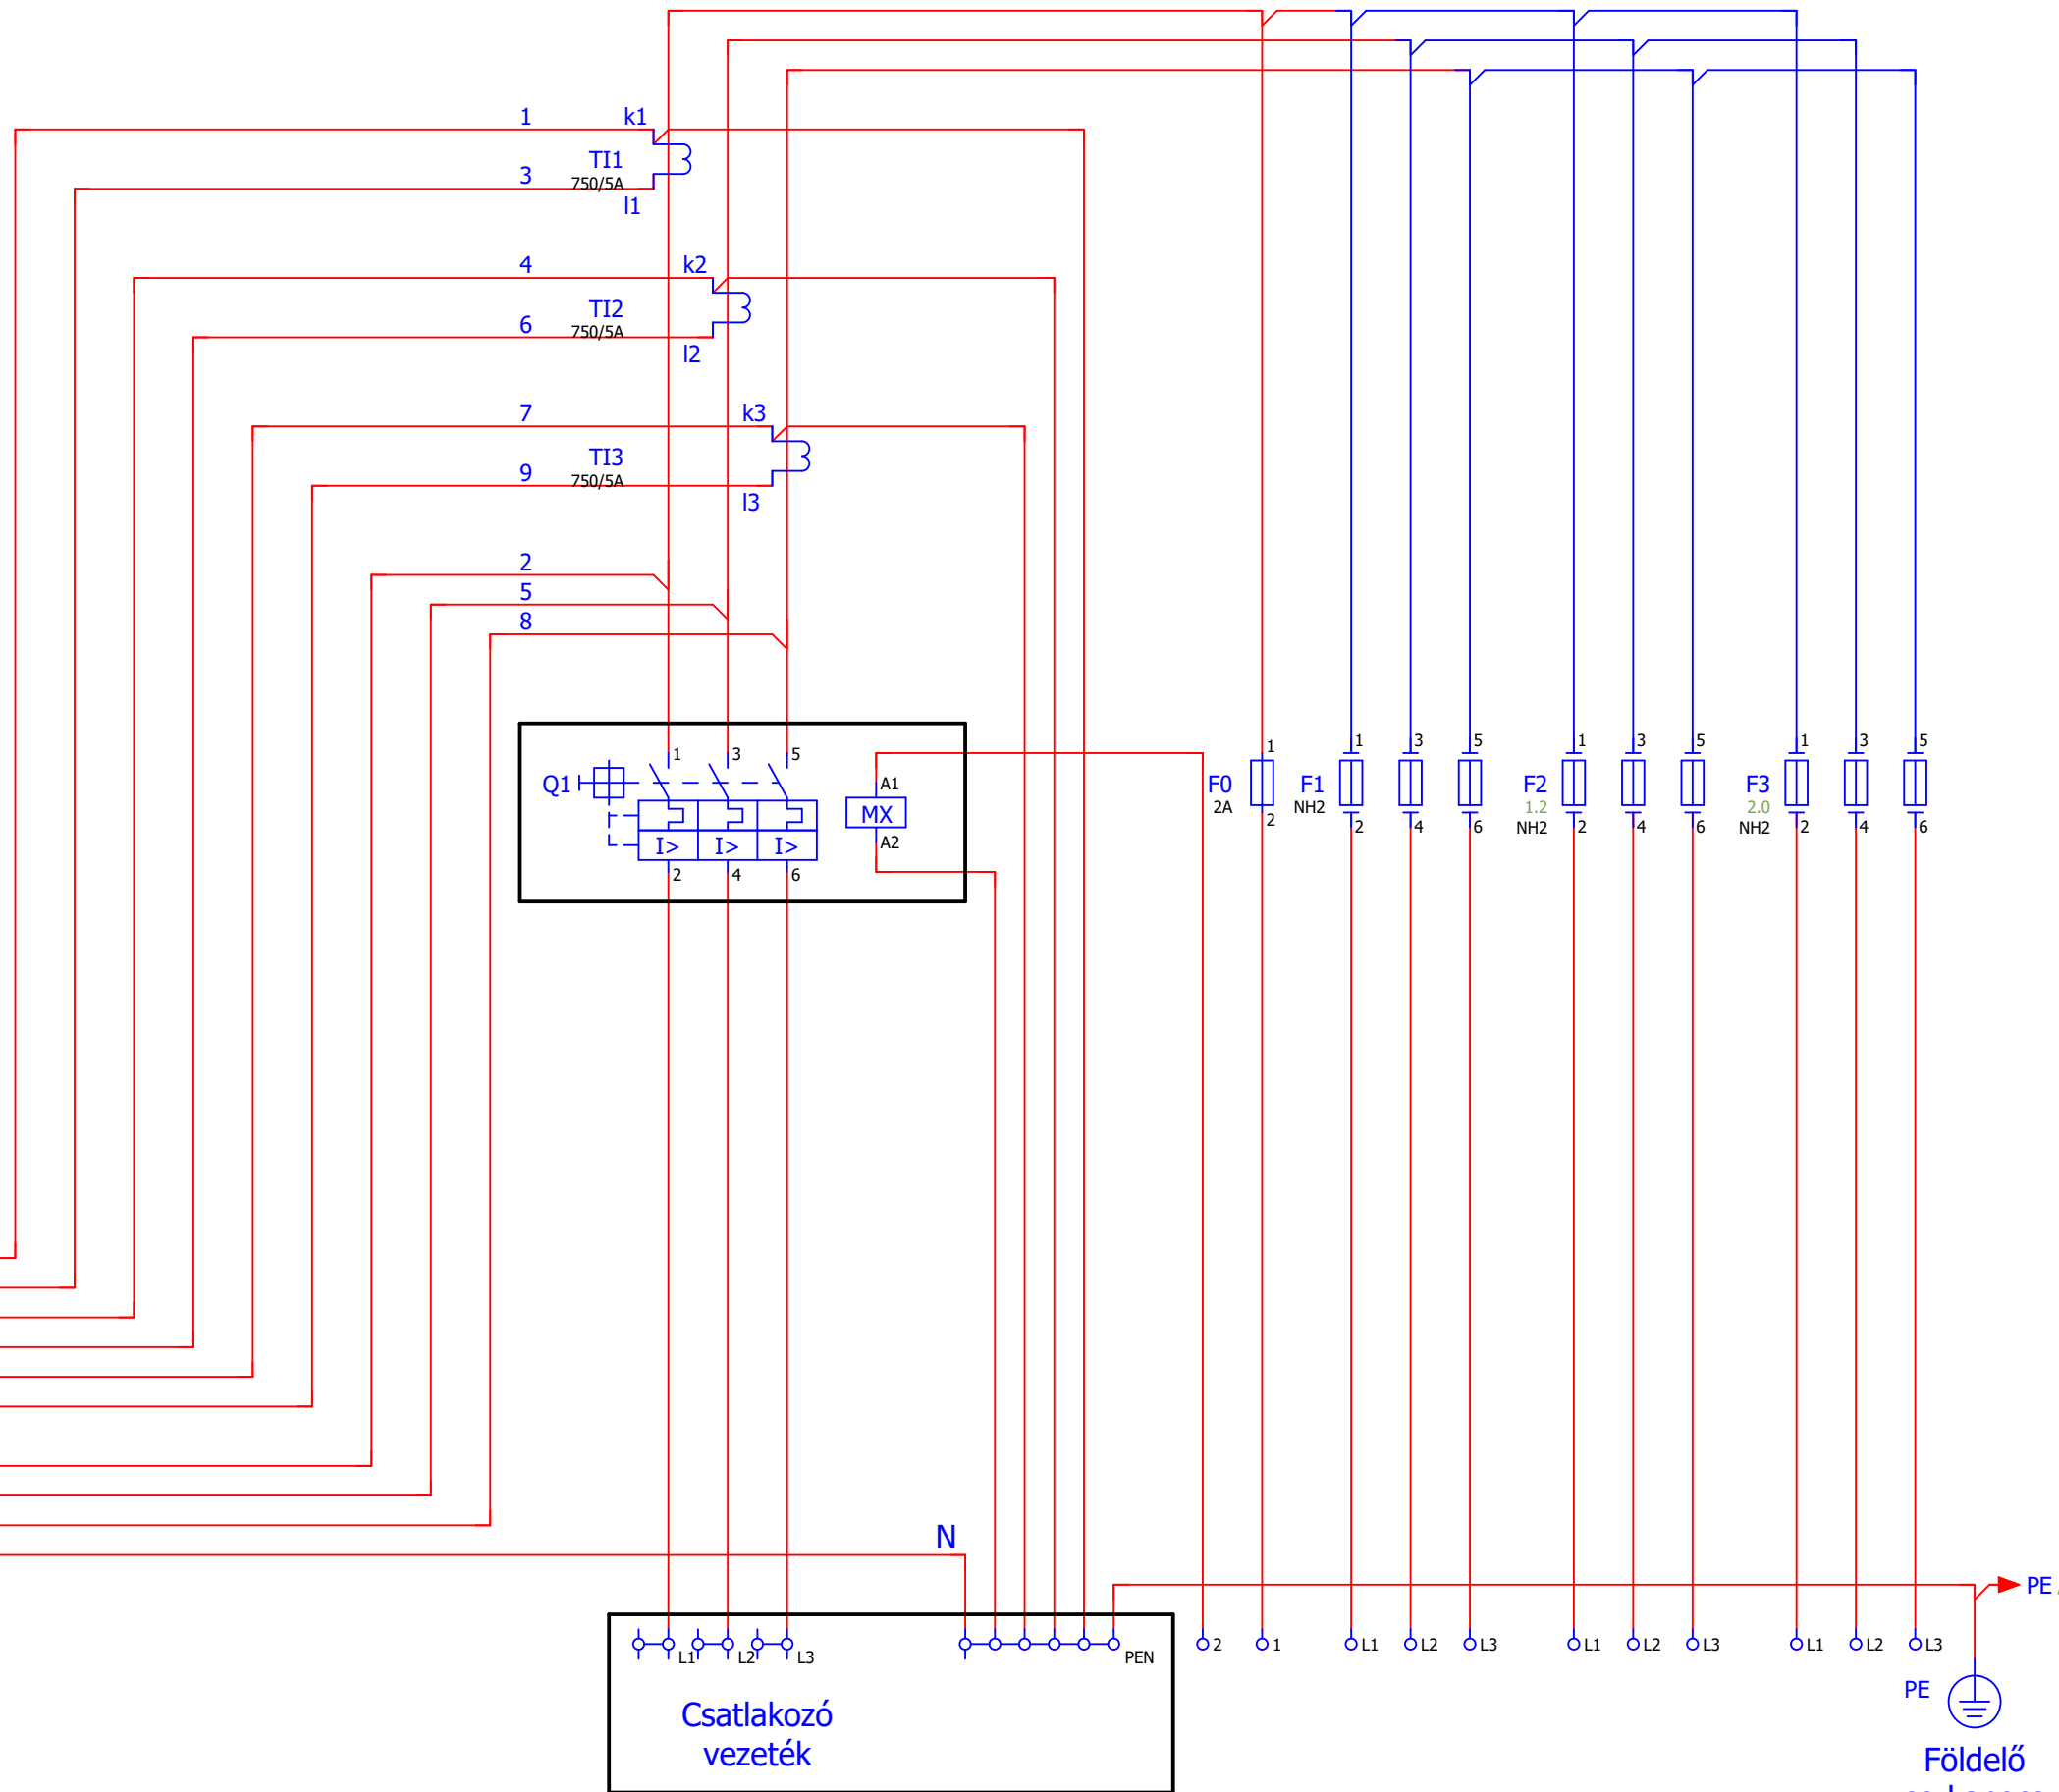 1 k1
TI1
3 750/5A
l1
4 k2
TI2
6 750/5A
l2
7 k3
TI3
9 750/5A
l3
2
5
8
1 3 5
Q1 A1
MX
I> I> I> A2
2 4 6
1 1 3 5 1 3 5 1 3 5
F0 F1 F2 F3
2A NH2 1.2 2.0
NH2 NH2
2 2 4 6 2 4 6 2 4 6
N
PE
L1 L2 L3 PEN 2 1 L1 L2 L3 L1 L2 L3 L1 L2 L3
PE
Csatlakozó
vezeték
Földelő